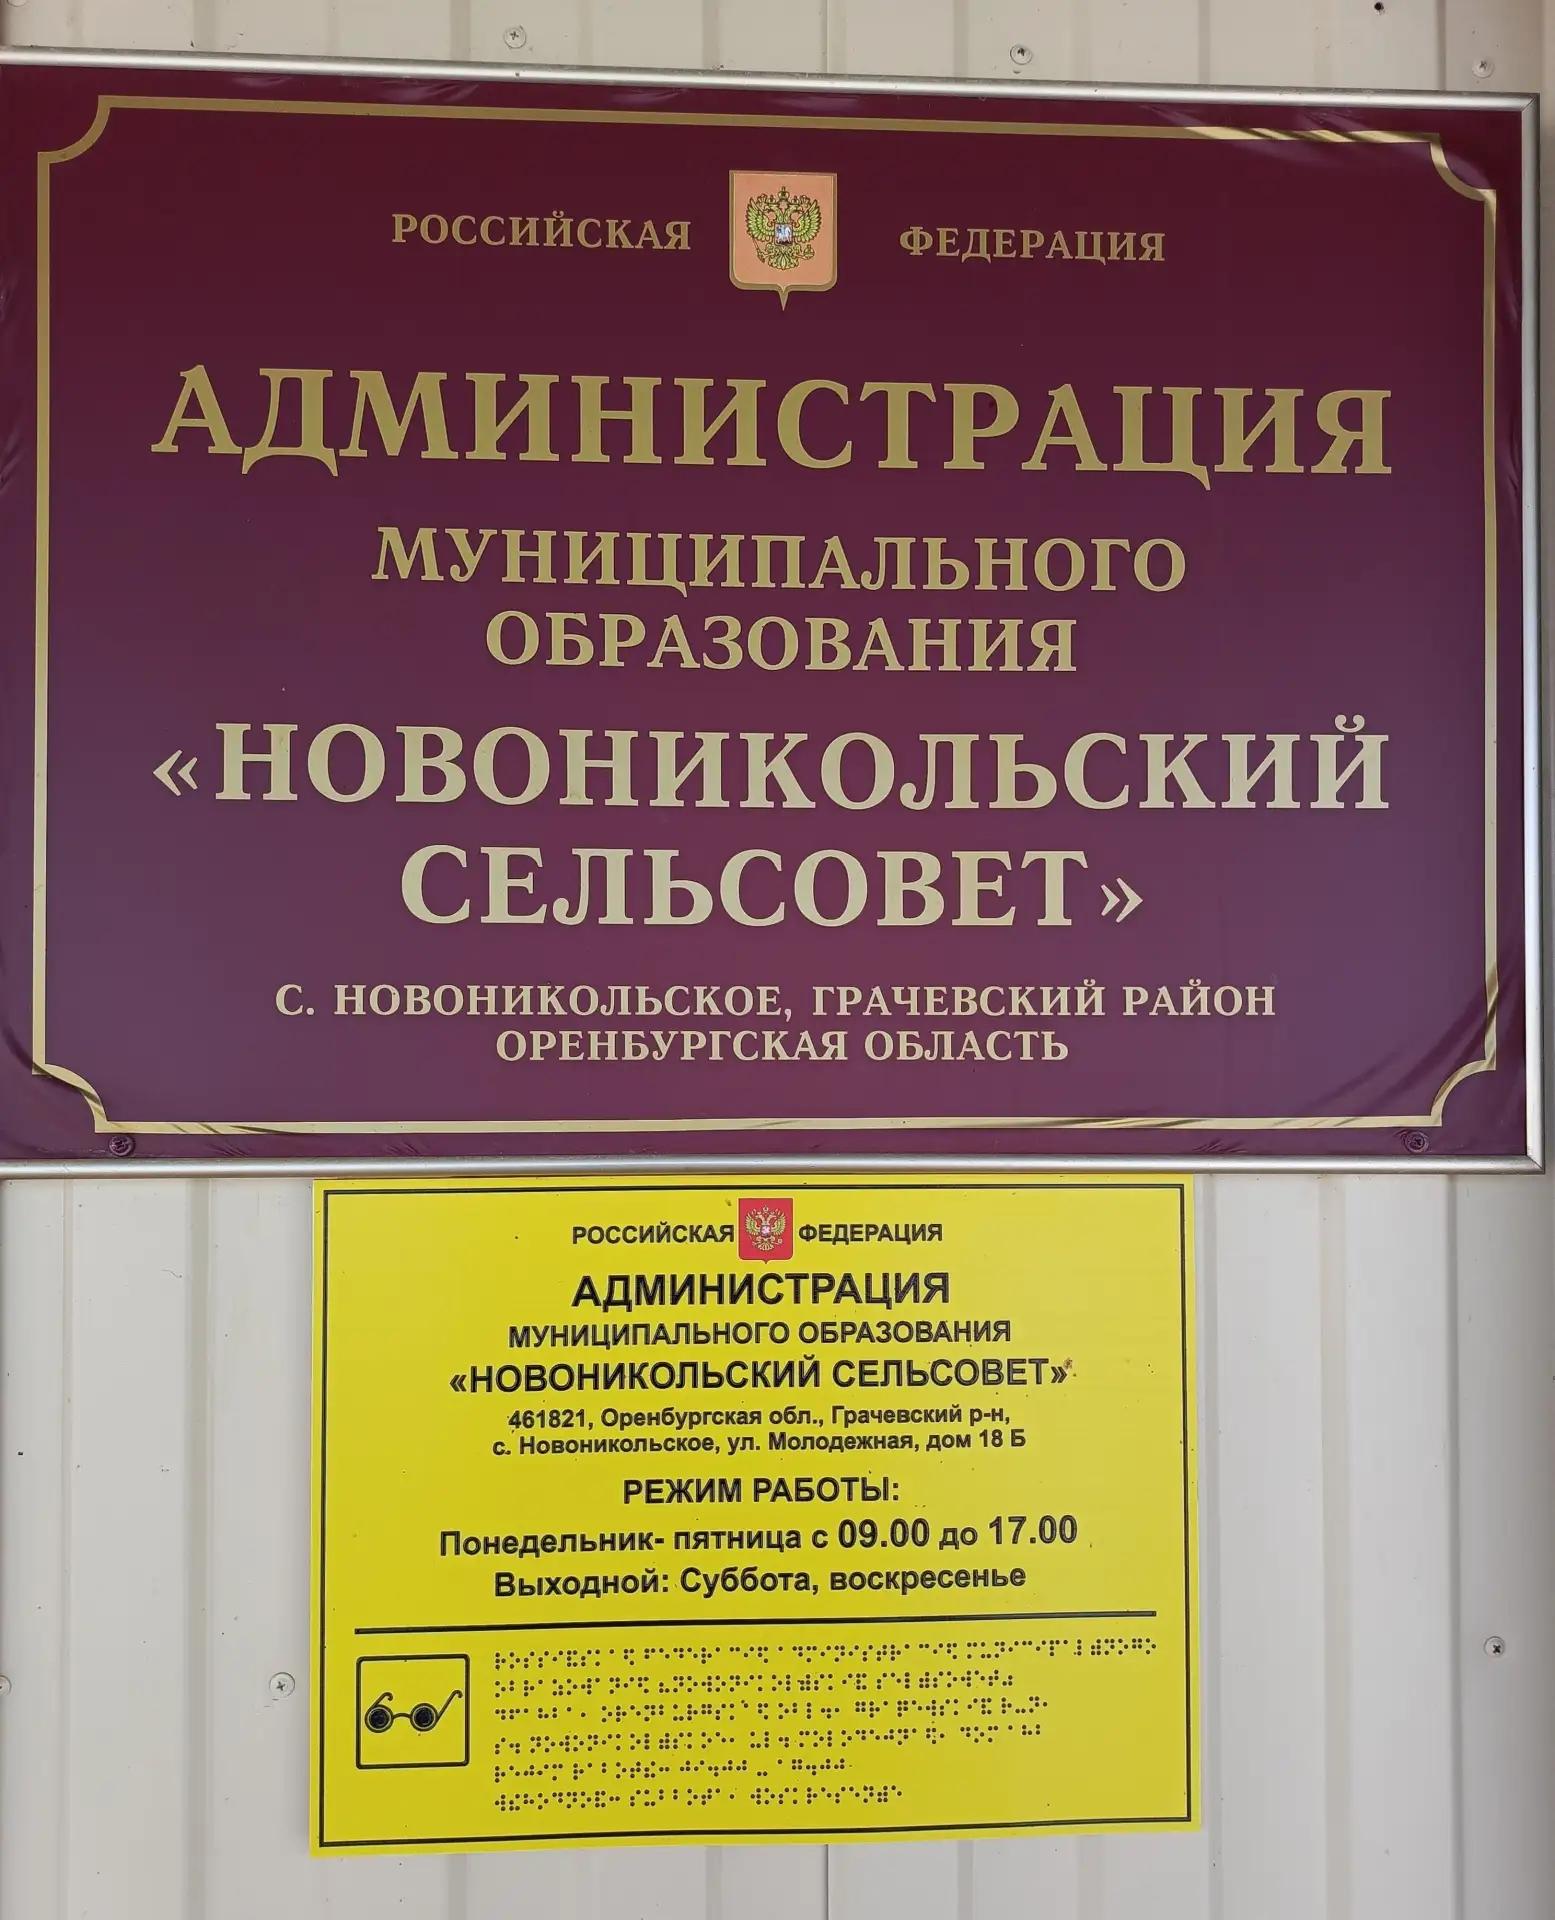 РОССИЙСКАЯ ФЕДЕРАЦИЯ
АДМИНИСТРАЦИЯ
МУНИЦИПАЛЬНОГО
ОБРАЗОВАНИЯ
«НОВОНИКОЛЬСКИЙ
СЕЛЬСОВЕТ»
С. НОВОНИКОЛЬСКОЕ, ГРАЧЕВСКИЙ РАЙОН
ОРЕНБУРГСКАЯ ОБЛАСТЬ
РОССИЙСКАЯ ФЕДЕРАЦИЯ
АДМИНИСТРАЦИЯ
МУНИЦИПАЛЬНОГО ОБРАЗОВАНИЯ
«НОВОНИКОЛЬСКИЙ СЕЛЬСОВЕТ»
461821, Оренбургская обл., Грачевский р-н,
с. Новоникольское, ул. Молодежная, дом 18 Б
РЕЖИМ РАБОТЫ:
Понедельник- пятница с 09.00 до 17.00
Выходной: Суббота, воскресенье